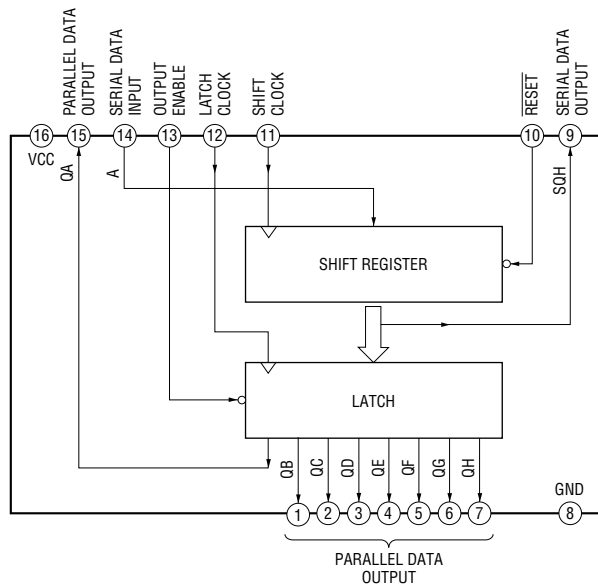 PARALLEL DATA
OUTPUT
SERIAL DATA
INPUT
OUTPUT
ENABLE
LATCH
CLOCK
SHIFT
CLOCK
RESET
SERIAL DATA
OUTPUT
16
15
14
13
12
11
10
9
VCC
QA
A
SQH
SHIFT REGISTER
LATCH
QB
QC
QD
QE
QF
QG
QH
GND
1
2
3
4
5
6
7
8
PARALLEL DATA
OUTPUT